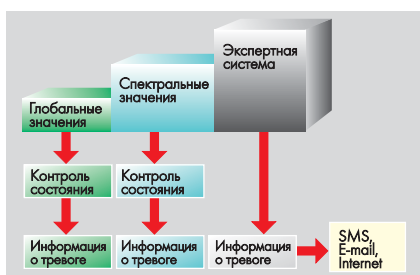 Экспертная
система
Спектральные
значения
Глобальные
значения
Контроль
состояния
Контроль
состояния
Информация
о тревоге
Информация
о тревоге
Информация
о тревоге
SMS,
E-mail,
Internet